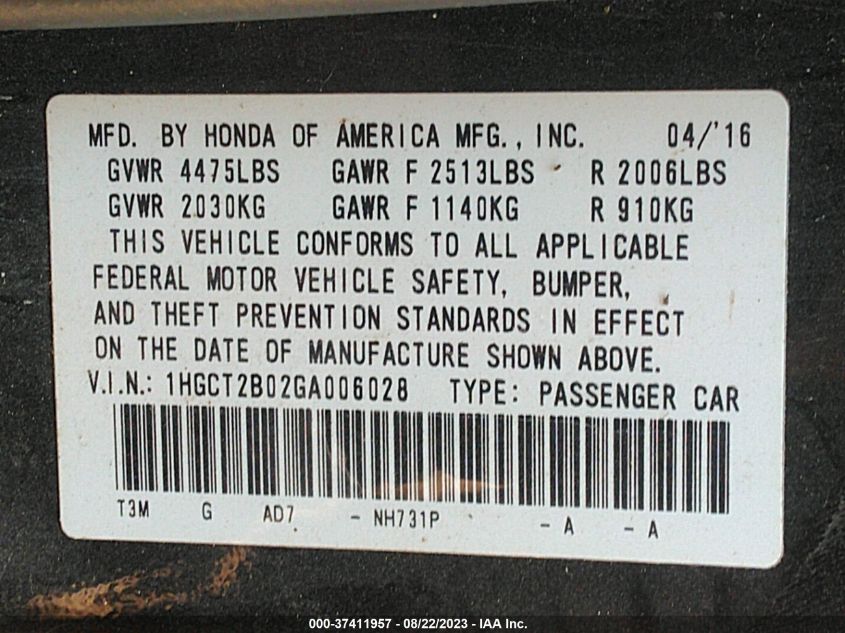 MFD. BY HONDA OF AMERICA MFG., INC. 04/'16
GVWR 4475LBS GAWR F 2513LBS R 2006LBS
GVWR 2030KG GAWR F 1140KG R 910KG
THIS VEHICLE CONFORMS TO ALL APPLICABLE
FEDERAL MOTOR VEHICLE SAFETY, BUMPER,
AND THEFT PREVENTION STANDARDS IN EFFECT
ON THE DATE OF MANUFACTURE SHOWN ABOVE.
V.I.N.: 1HGCT2B02GA006028 TYPE: PASSENGER CAR
T3M G AD7 - NH731P - A - A
000-37411957 - 08/22/2023 - IAA Inc.